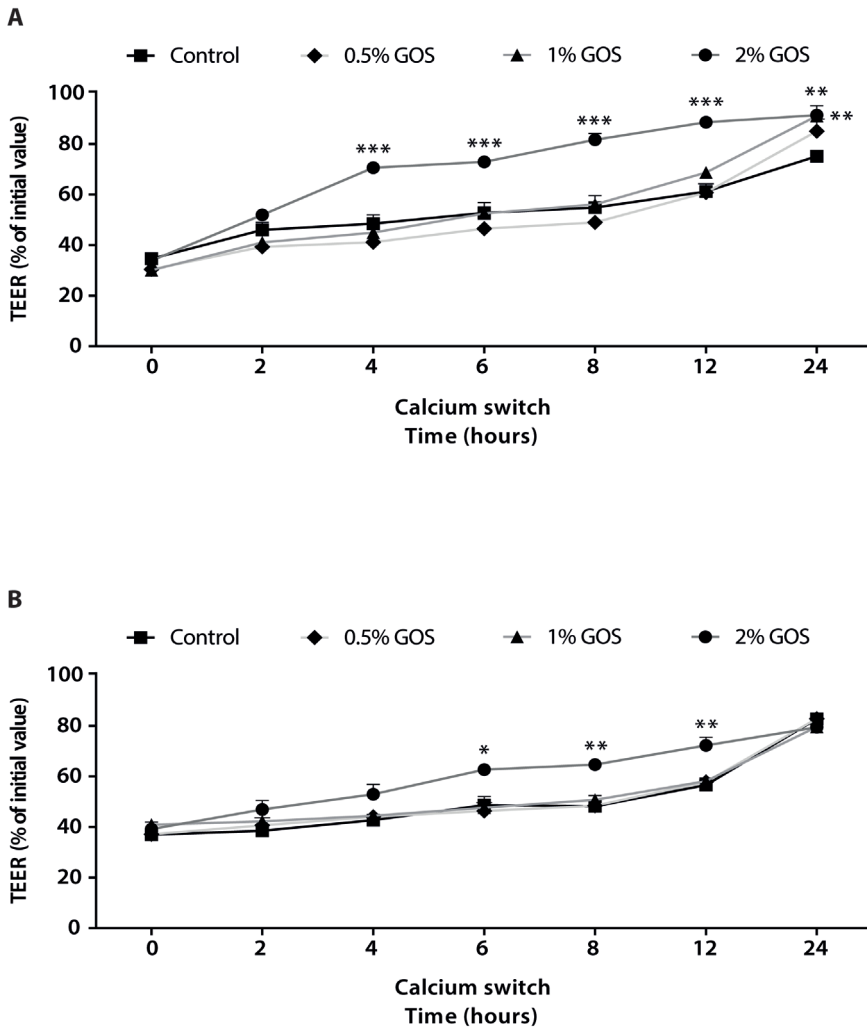 A
Control 0.5% GOS 1% GOS 2% GOS
TEER (% of initial value)
100
80
60
40
20
0
***
***
***
***
**
**
0 2 4 6 8 12 24
Calcium switch
Time (hours)
B
Control 0.5% GOS 1% GOS 2% GOS
TEER (% of initial value)
100
80
60
40
20
0
*
**
**
0 2 4 6 8 12 24
Calcium switch
Time (hours)